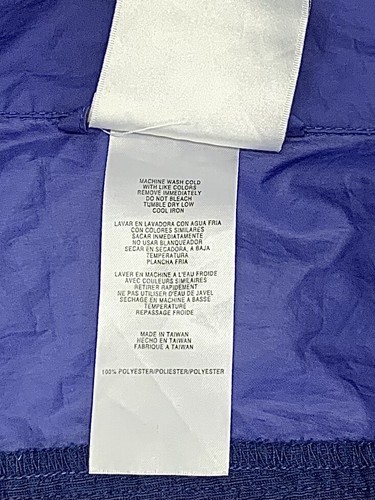 MACHINE WASH COLD
WITH LIKE COLORS
REMOVE IMMEDIATELY
DO NOT BLEACH
TUMBLE DRY LOW
COOL IRON
LAVAR EN LAVADORA CON AGUA FRIA
CON COLORES SIMILARES
SACAR INMEDIATAMENTE
NO USAR BLANQUEADOR
SECAR EN SECADORA, A BAJA
TEMPERATURA
PLANCHA FRIA
LAVER EN MACHINE A L'EAU FROIDE
AVEC COULEURS SIMILAIRES
RETIRER RAPIDEMENT
NE PAS UTILISER D'EAU DE JAVEL
SECHAGE EN MACHINE A BASSE
TEMPERATURE
REPASSAGE FROIDE
MADE IN TAIWAN
HECHO EN TAIWAN
FABRIQUE A TAIWAN
100% POLYESTER/POLIESTER/POLYESTER